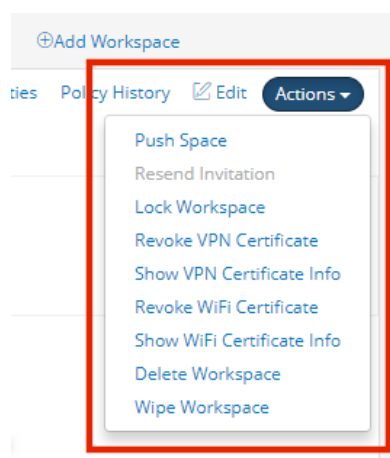 ⊕Add Workspace
ties Policy History Edit Actions
Push Space
Resend Invitation
Lock Workspace
Revoke VPN Certificate
Show VPN Certificate Info
Revoke WiFi Certificate
Show WiFi Certificate Info
Delete Workspace
Wipe Workspace